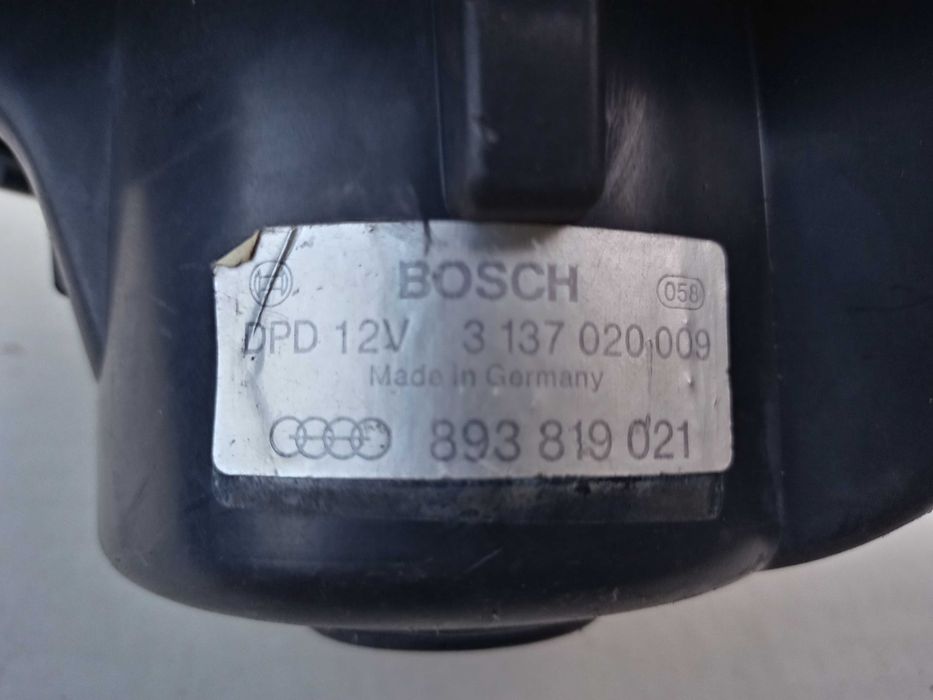 BOSCH 058
DPD 12V 3 137 020 009
Made in Germany
893 819 021